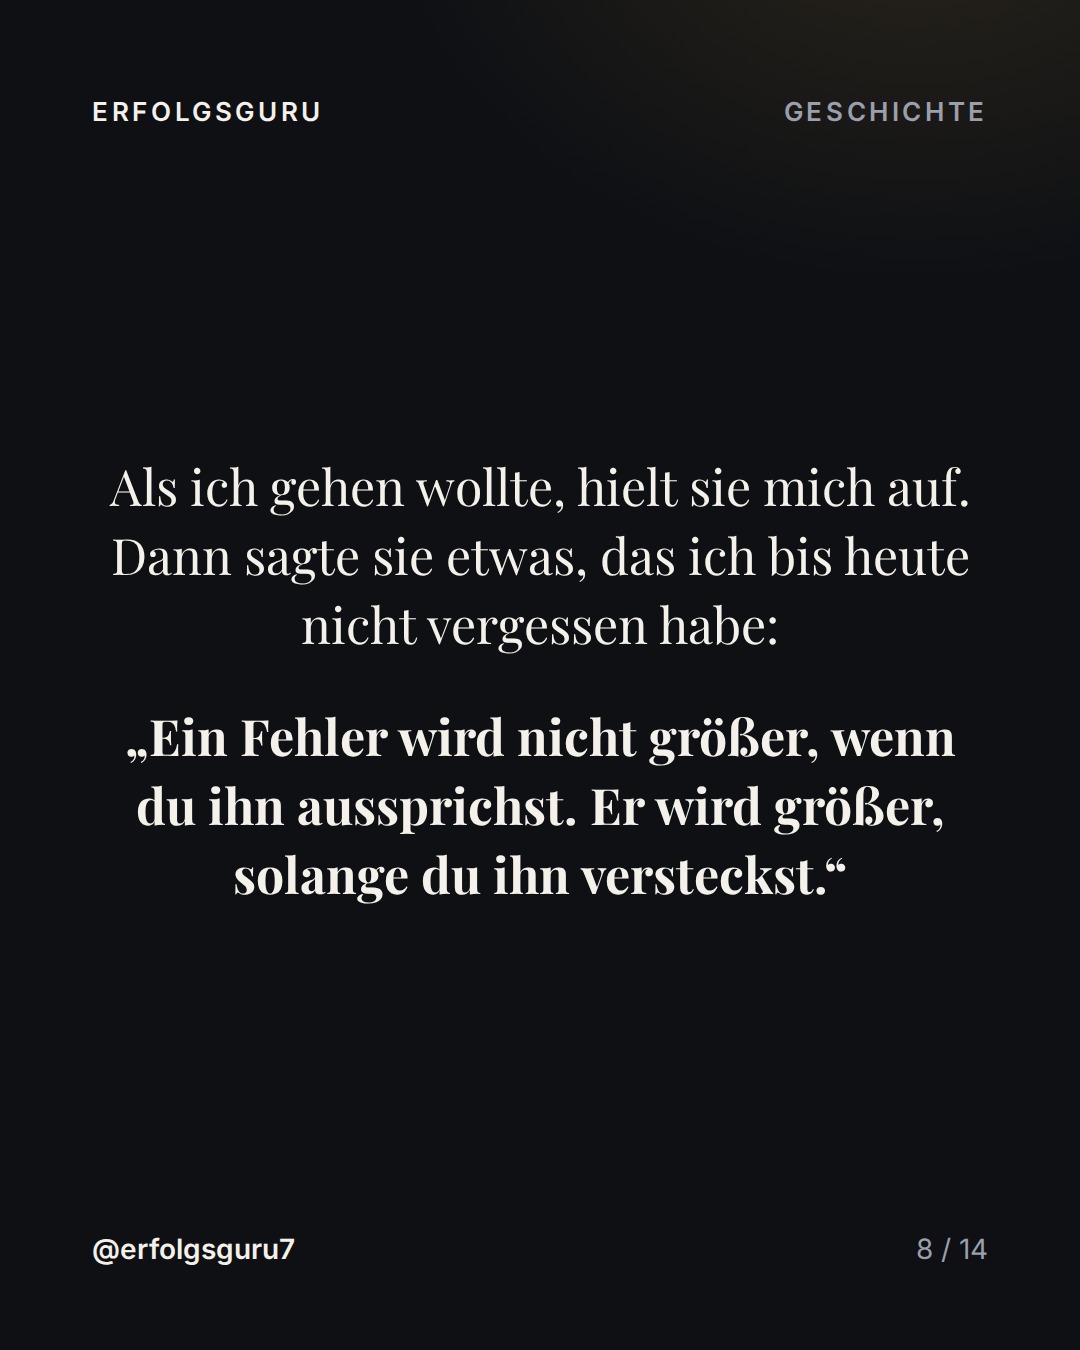 ERFOLGSGURU
GESCHICHTE
Als ich gehen wollte, hielt sie mich auf.
Dann sagte sie etwas, das ich bis heute
nicht vergessen habe:
„Ein Fehler wird nicht größer, wenn
du ihn aussprichst. Er wird größer,
solange du ihn versteckst.“
@erfolgsguru7
8 / 14